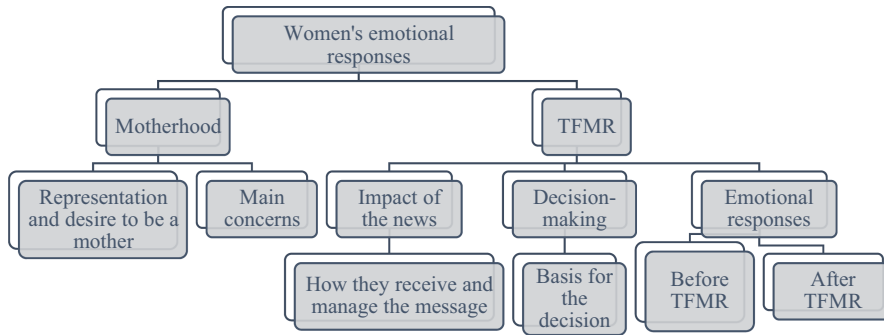 Women's emotional
responses
Motherhood
TFMR
Representation
and desire to be a
mother
Main
concerns
Impact of
the news
Decision-
making
Emotional
responses
How they receive and
manage the message
Basis for
the
decision
Before
TFMR
After
TFMR